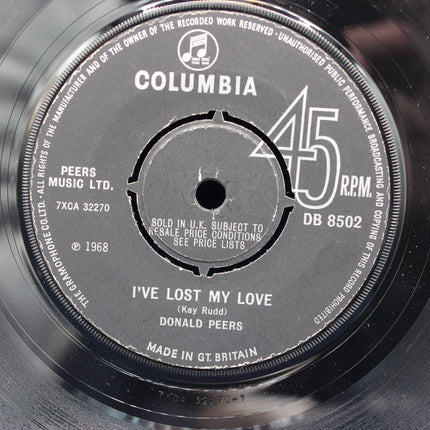 ALL RIGHTS OF THE MANUFACTURER AND OF THE OWNER OF THE RECORDED WORK RESERVED · UNAUTHORISED PUBLIC PERFORMANCE BROADCASTING AND COPYING OF THIS RECORD PROHIBITED
THE GRAMOPHONE CO. LTD.
COLUMBIA
45 R.P.M.
PEERS
MUSIC LTD.
7XCA 32270
DB 8502
SOLD IN U.K. SUBJECT TO
RESALE PRICE CONDITIONS
SEE PRICE LISTS
℗ 1968
I'VE LOST MY LOVE
(Kay Rudd)
DONALD PEERS
MADE IN GT. BRITAIN
7XCA 32270-1